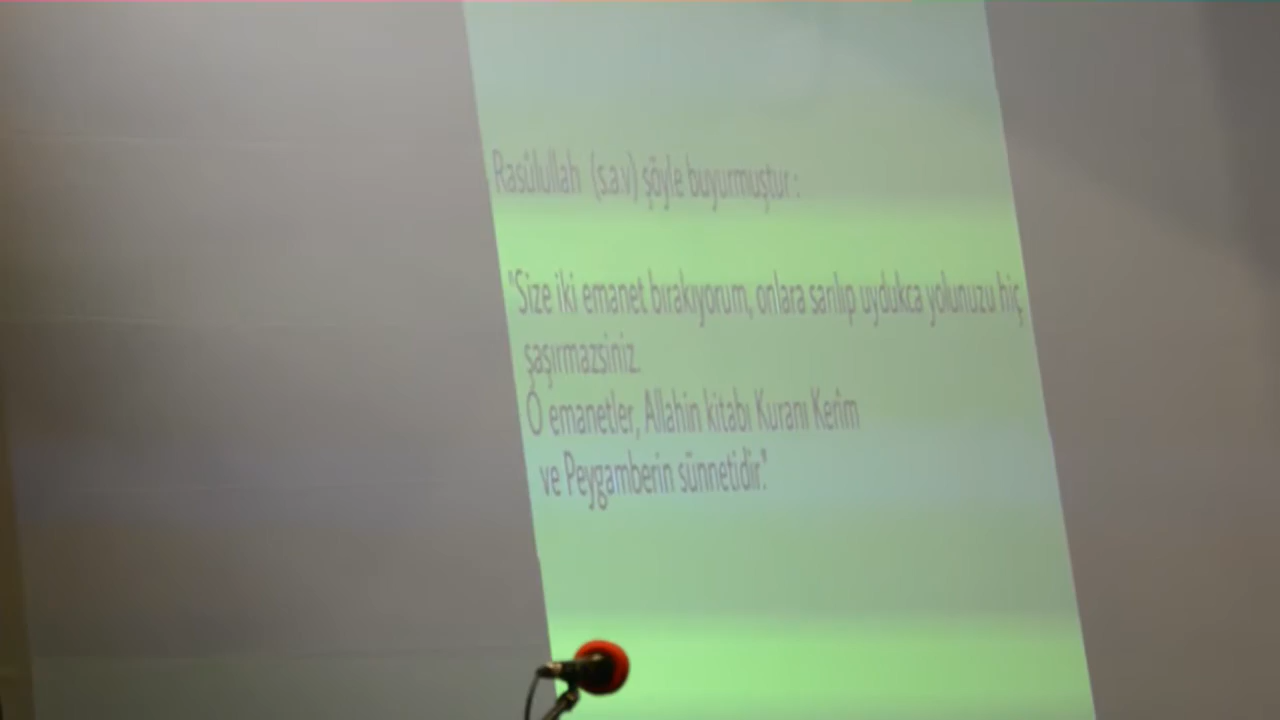 Rasûlullah (s.a.v) şöyle buyurmuştur :
"Size iki emanet bırakıyorum, onlara sarılıp uydukca yolunuzu hiç
şaşırmazsiniz.
O emanetler, Allahin kitabı Kuranı Kerîm
ve Peygamberin sünnetidir."